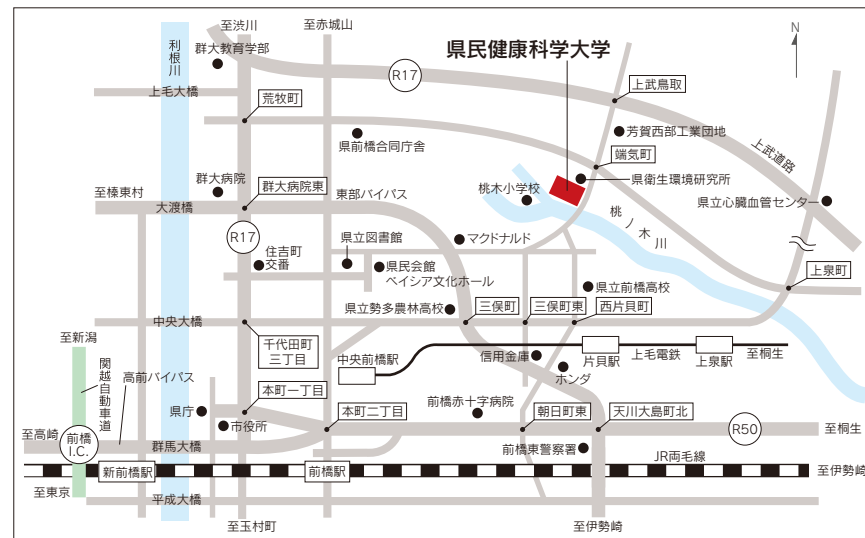 至渋川
至赤城山
利根川
群大教育学部
県民健康科学大学
N
R17
上毛大橋
荒牧町
上武鳥取
県前橋合同庁舎
芳賀西部工業団地
上武道路
端気町
県衛生環境研究所
群大病院
群大病院東
至榛東村
東部バイパス
桃木小学校
県立心臓血管センター
大渡橋
桃ノ木川
R17
住吉町
交番
県立図書館
マクドナルド
県民会館
ベイシア文化ホール
県立前橋高校
上泉町
県立勢多農林高校
三俣町
三俣町東
西片貝町
中央大橋
至新潟
千代田町
三丁目
中央前橋駅
信用金庫
片貝駅
上毛電鉄
上泉駅
至桐生
関越自動車道
高前バイパス
ホンダ
本町一丁目
県庁
市役所
本町二丁目
前橋赤十字病院
朝日町東
天川大島町北
R50
至桐生
至高崎
前橋
I.C.
群馬大橋
前橋東警察署
JR両毛線
新前橋駅
前橋駅
至伊勢崎
至東京
平成大橋
至玉村町
至伊勢崎